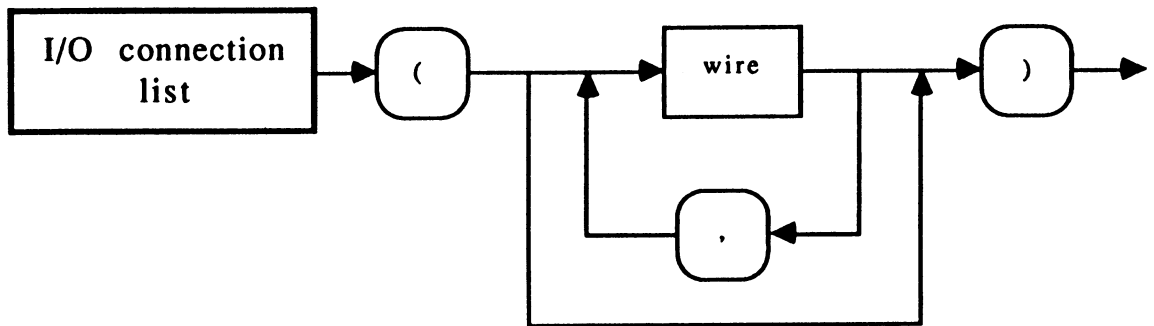 I/O connection
list
(
wire
)
,